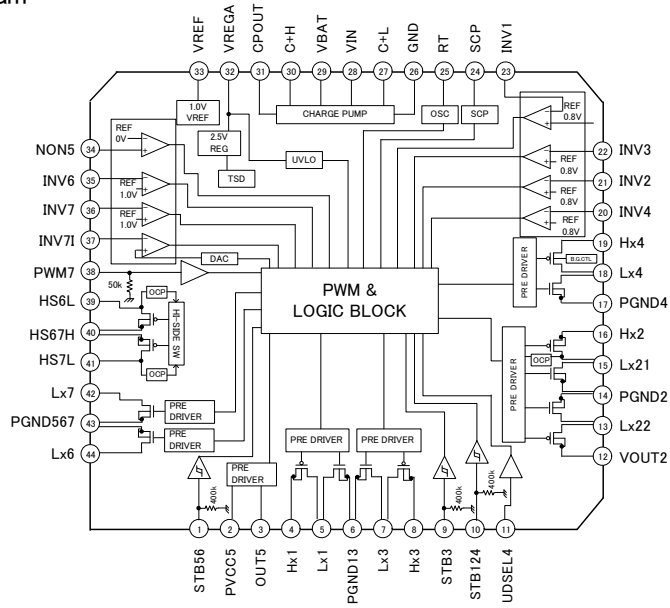 am
VREF
VREGA
CPOUT
C+H
VBAT
VIN
C+L
GND
RT
SCP
INV1
33
32
31
30
29
28
27
26
25
24
23
1.0V
VREF
CHARGE PUMP
OSC
SCP
REF
0.8V
2.5V
REG
UVLO
TSD
REF
0V
NON5
34
INV6
35
REF
1.0V
INV7
36
REF
1.0V
INV7I
37
DAC
PWM7
38
50k
HS6L
39
OCP
HS67H
40
HI-SIDE SW
HS7L
41
OCP
Lx7
42
PRE
DRIVER
PGND567
43
PRE
DRIVER
Lx6
44
PWM &
LOGIC BLOCK
REF
0.8V
22
INV3
REF
0.8V
21
INV2
REF
0.8V
20
INV4
19
Hx4
B.G.CTL
PRE DRIVER
18
Lx4
17
PGND4
16
Hx2
OCP
15
Lx21
PRE DRIVER
14
PGND2
13
Lx22
12
VOUT2
PRE
DRIVER
PRE DRIVER
PRE DRIVER
400k
400k
400k
1
2
3
4
5
6
7
8
9
10
11
STB56
PVCC5
OUT5
Hx1
Lx1
PGND13
Lx3
Hx3
STB3
STB124
UDSEL4